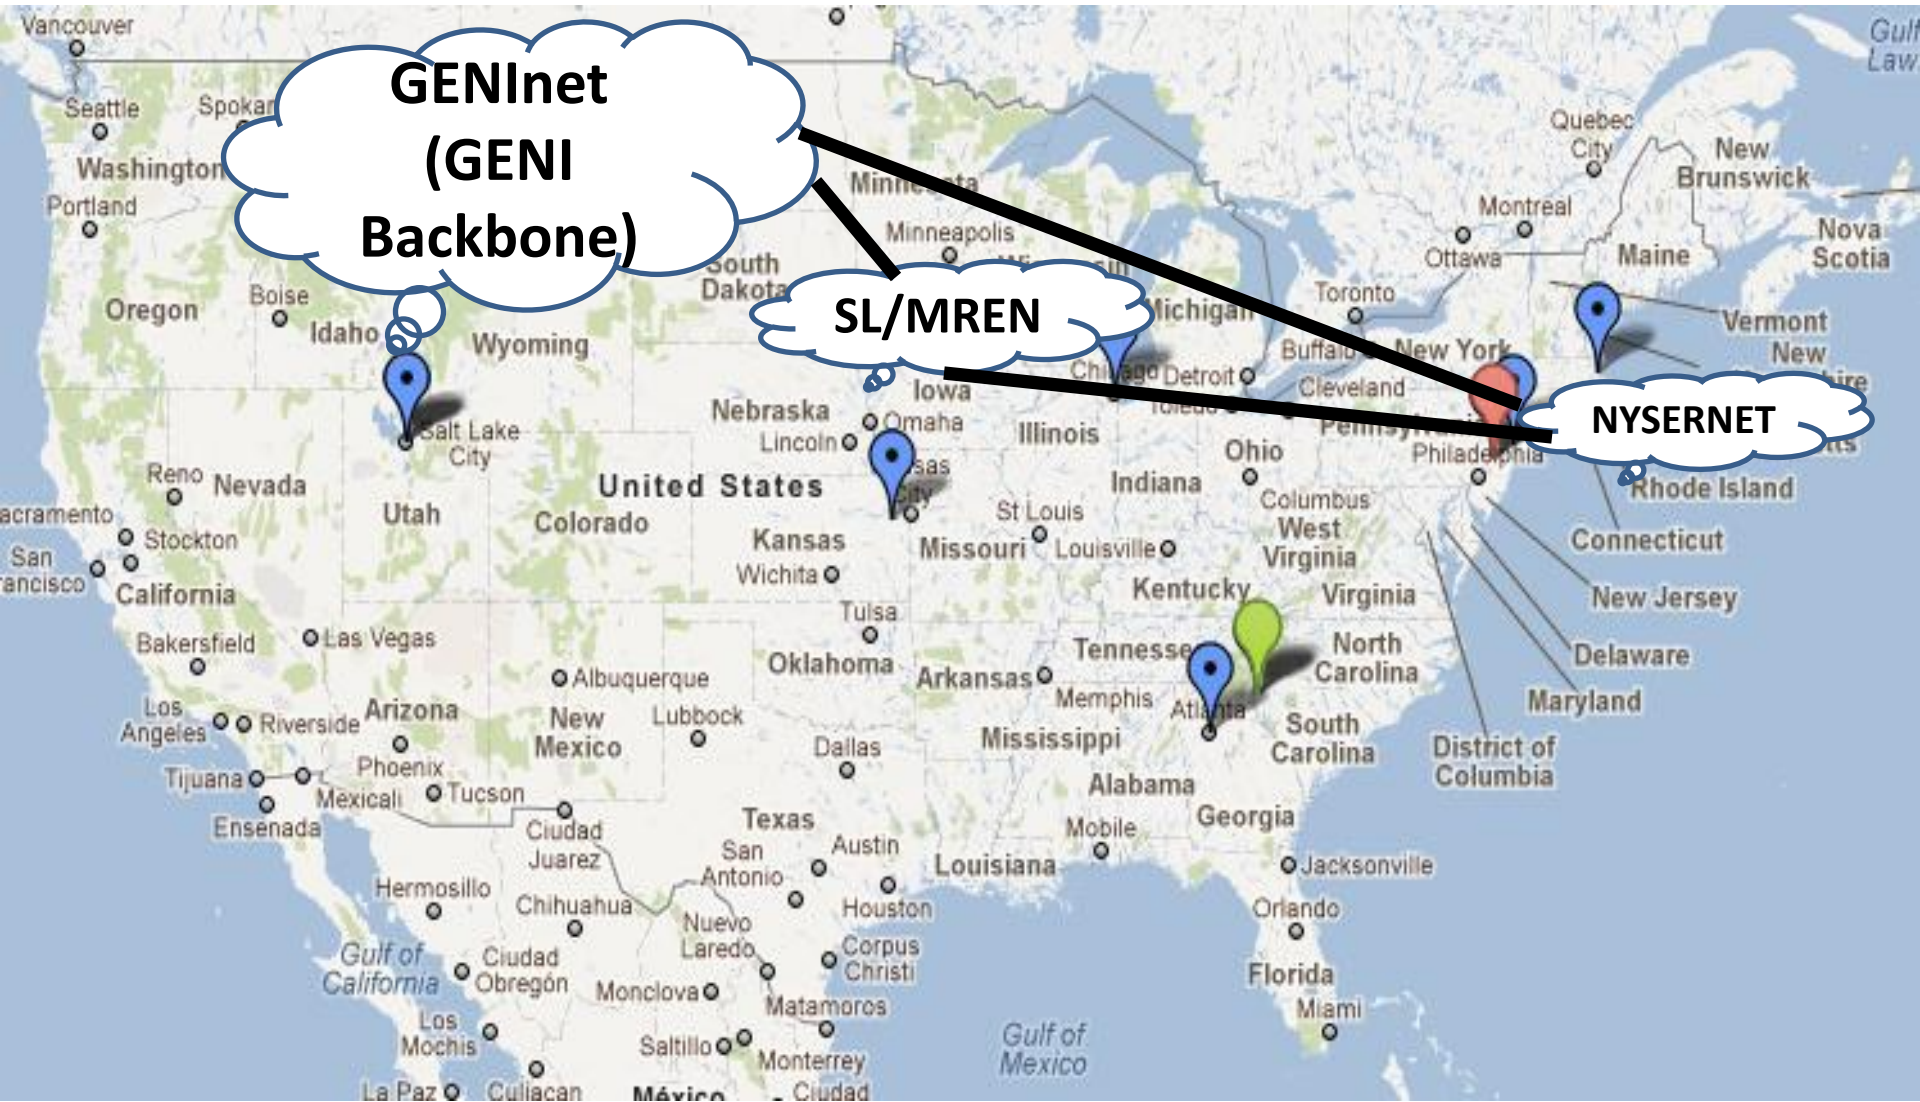 GENInet
(GENI
Backbone)
SL/MREN
NYSERNET
Vancouver
Seattle
Washington
Portland
Oregon
Boise
Idaho
Wyoming
South
Dakota
Minneapolis
Michigan
Chicago
Detroit
Toronto
Buffalo
New York
Cleveland
Ottawa
Montreal
Quebec
City
New
Brunswick
Maine
Nova
Scotia
Vermont
New
Iowa
Nebraska
Omaha
Lincoln
Illinois
Salt Lake
City
Reno
Nevada
Utah
United States
Colorado
Kansas
City
Missouri
St Louis
Indiana
Ohio
Columbus
West
Virginia
Philadelphia
Rhode Island
Connecticut
New Jersey
Delaware
Maryland
District of
Columbia
Stockton
San
California
Wichita
Louisville
Kentucky
Virginia
Bakersfield
Las Vegas
Tulsa
Oklahoma
Albuquerque
Arkansas
Memphis
North
Carolina
Los
Angeles
Riverside
Arizona
New
Mexico
Lubbock
Atlanta
South
Carolina
Mississippi
Alabama
Georgia
Dallas
Phoenix
Tijuana
Mexicali
Tucson
Ensenada
Ciudad
Juarez
Texas
San
Antonio
Austin
Houston
Louisiana
Mobile
Jacksonville
Hermosillo
Chihuahua
Nuevo
Laredo
Corpus
Christi
Orlando
Florida
Miami
Gulf of
California
Ciudad
Obregón
Monclova
Matamoros
Los
Mochis
Saltillo
Monterrey
Gulf of
Mexico
La Paz
Culiacan
México
Ciudad